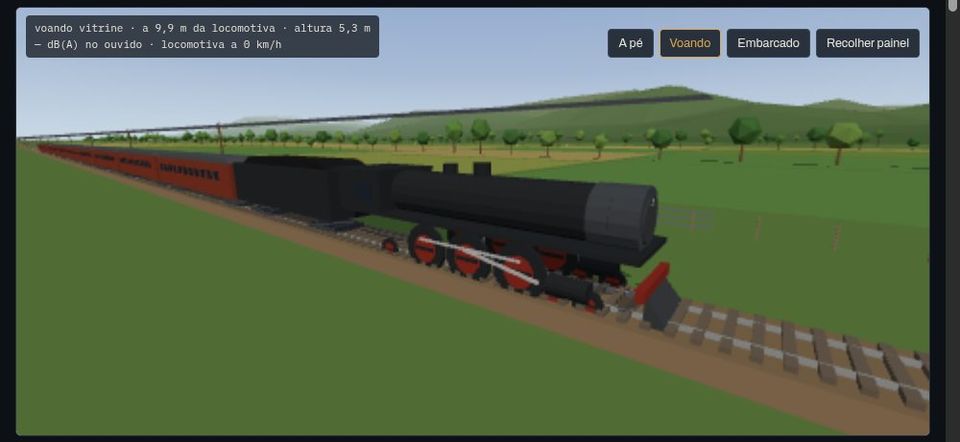 voando vitrine · a 9,9 m da locomotiva · altura 5,3 m
— dB(A) no ouvido · locomotiva a 0 km/h
A pé
Voando
Embarcado
Recolher painel